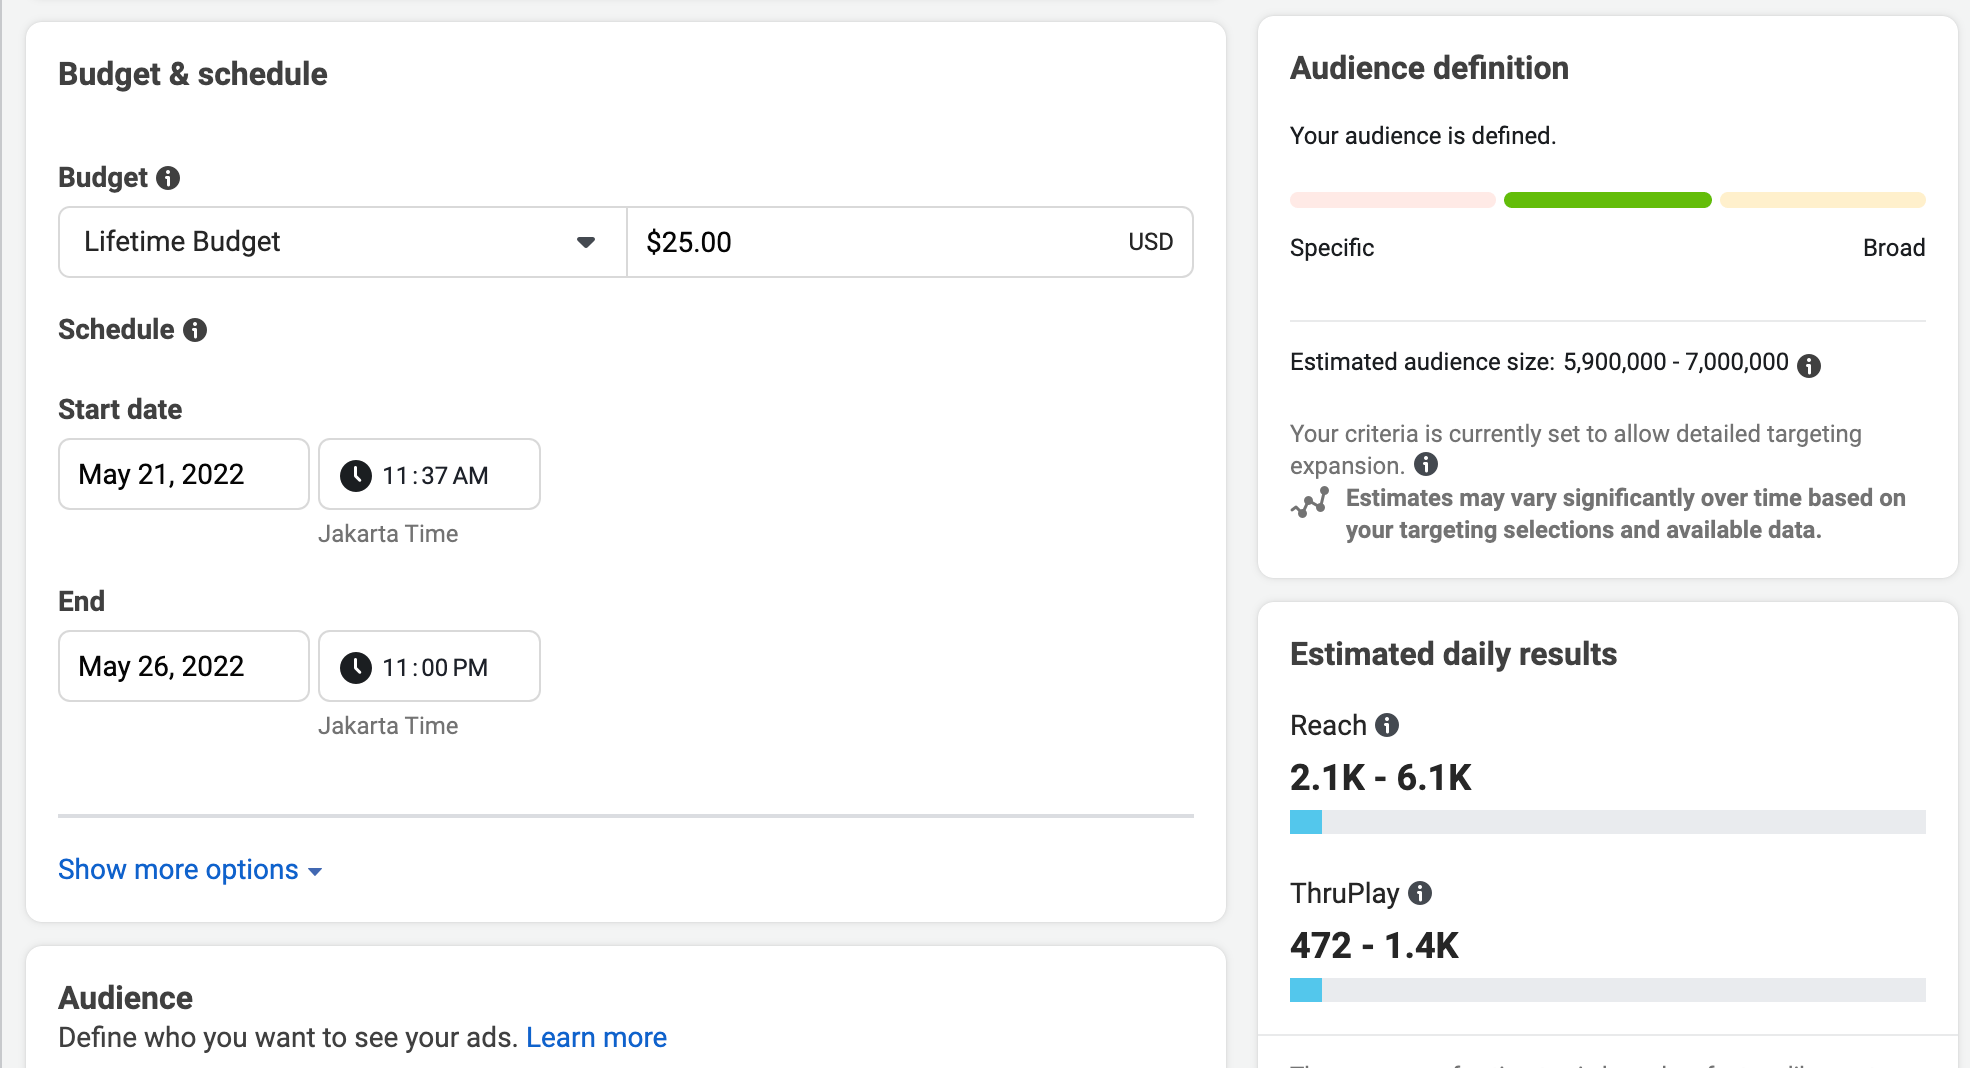 Budget & schedule
Budget
Lifetime Budget
$25.00
USD
Schedule
Start date
May 21, 2022
11:37 AM
Jakarta Time
End
May 26, 2022
11:00 PM
Jakarta Time
Show more options
Audience
Define who you want to see your ads. Learn more
Audience definition
Your audience is defined.
Specific
Broad
Estimated audience size: 5,900,000 - 7,000,000
Your criteria is currently set to allow detailed targeting
expansion.
Estimates may vary significantly over time based on
your targeting selections and available data.
Estimated daily results
Reach
2.1K - 6.1K
ThruPlay
472 - 1.4K